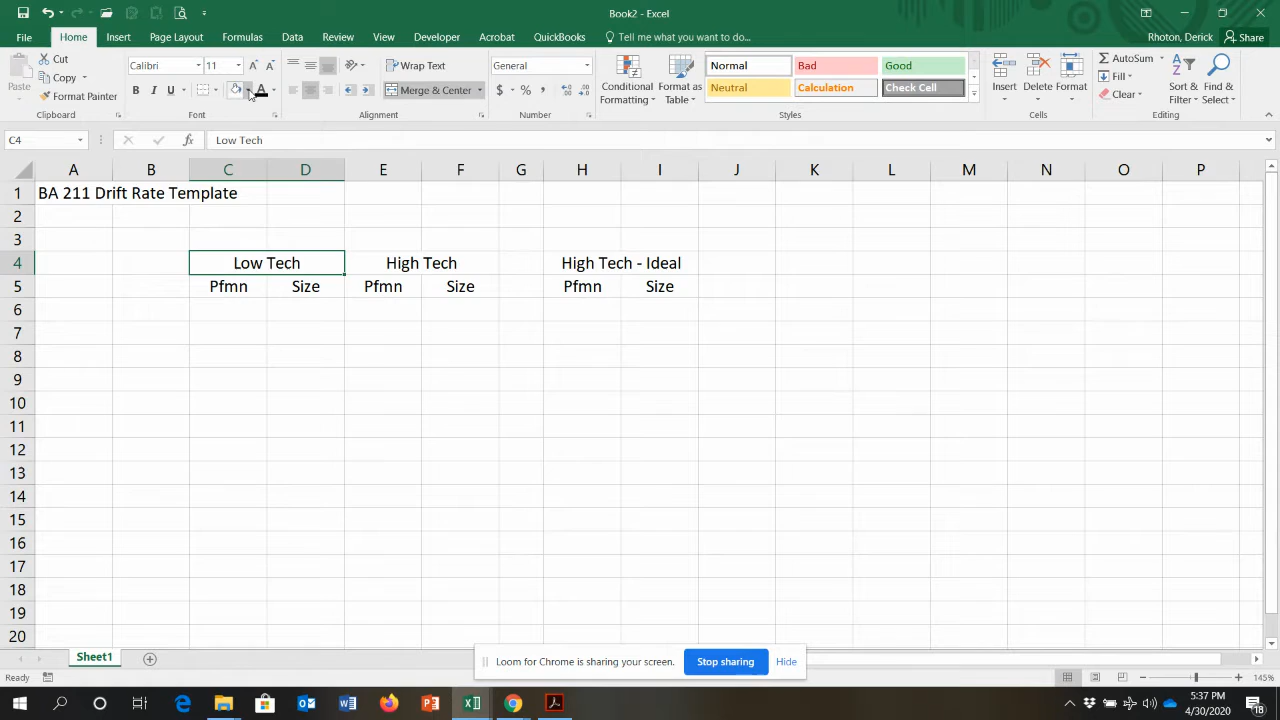 Book2 - Excel
File Home Insert Page Layout Formulas Data Review View Developer Acrobat QuickBooks Tell me what you want to do... Rhoton, Derick Share
Paste Cut Copy Format Painter Clipboard
Calibri 11 A A B I U A Font
Wrap Text Merge & Center Alignment
General $ % , Number
Conditional Formatting Format as Table
Normal Bad Good
Neutral Calculation Check Cell
Styles
Insert Delete Format Cells
AutoSum Fill Clear Sort & Filter Find & Select Editing
C4 fx Low Tech
A B C D E F G H I J K L M N O P
1 BA 211 Drift Rate Template
2
3
4 Low Tech High Tech High Tech - Ideal
5 Pfmn Size Pfmn Size Pfmn Size
6
7
8
9
10
11
12
13
14
15
16
17
18
19
20
Sheet1
Loom for Chrome is sharing your screen. Stop sharing Hide
Ready 145%
5:37 PM
4/30/2020
18